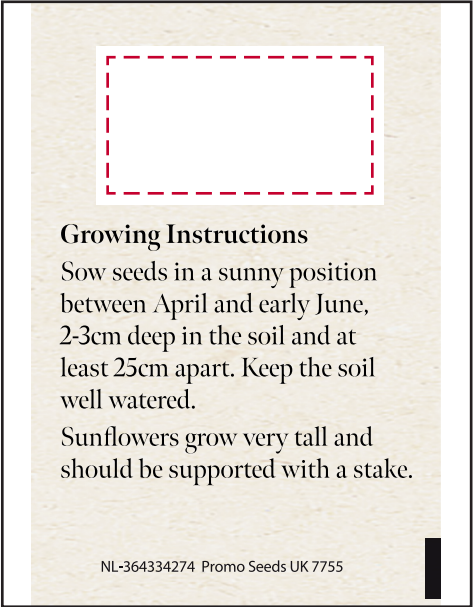 Growing Instructions
Sow seeds in a sunny position
between April and early June,
2-3cm deep in the soil and at
least 25cm apart. Keep the soil
well watered.
Sunflowers grow very tall and
should be supported with a stake.
NL-364334274 Promo Seeds UK 7755